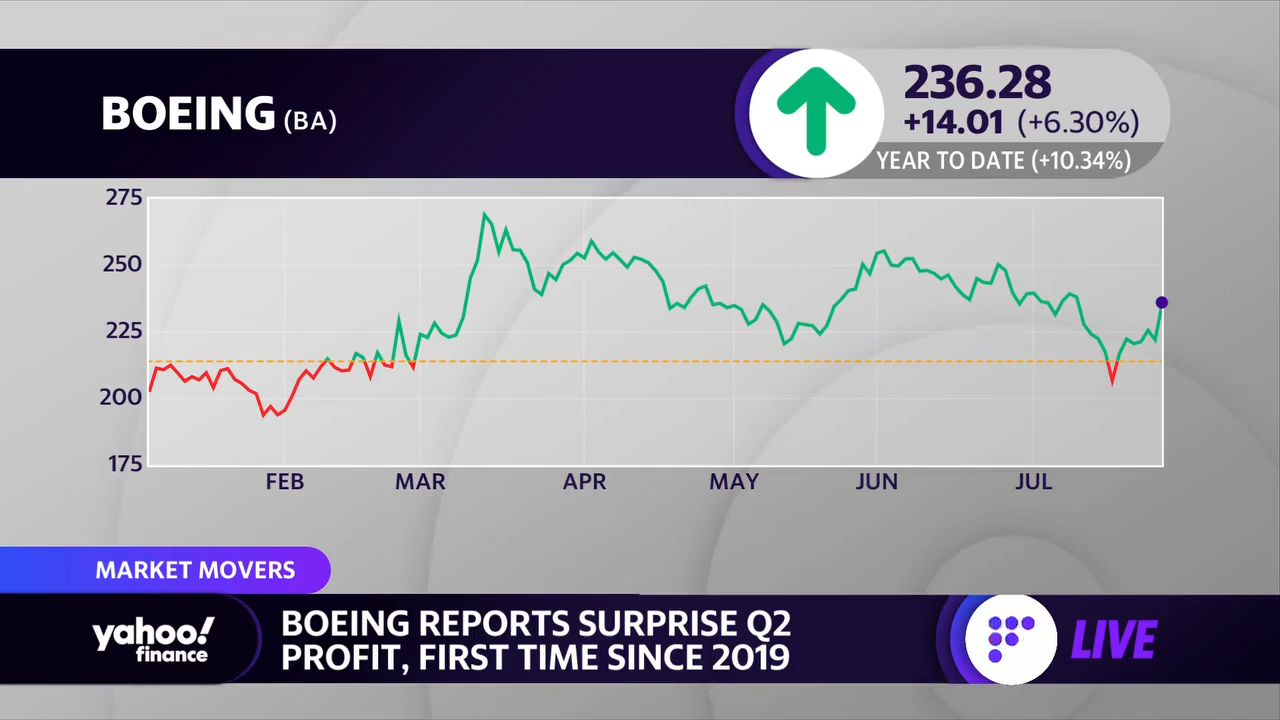 BOEING (BA)
236.28
+14.01 (+6.30%)
YEAR TO DATE (+10.34%)
275
250
225
200
175
FEB MAR APR MAY JUN JUL
MARKET MOVERS
yahoo!
finance
BOEING REPORTS SURPRISE Q2
PROFIT, FIRST TIME SINCE 2019
LIVE